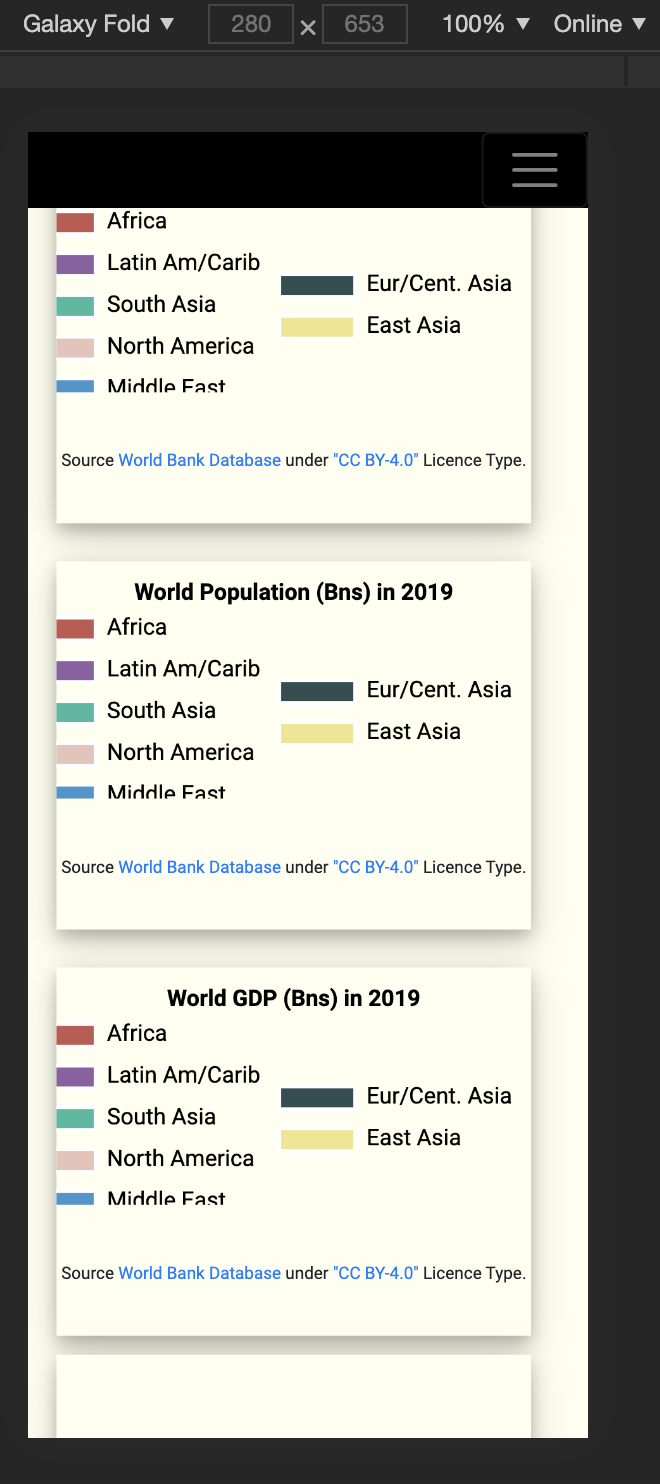 Galaxy Fold ▼ 280 × 653 100% ▼ Online ▼
Africa
Latin Am/Carib
South Asia
North America
Middle East
Eur/Cent. Asia
East Asia
Source World Bank Database under "CC BY-4.0" Licence Type.
World Population (Bns) in 2019
Africa
Latin Am/Carib
South Asia
North America
Middle East
Eur/Cent. Asia
East Asia
Source World Bank Database under "CC BY-4.0" Licence Type.
World GDP (Bns) in 2019
Africa
Latin Am/Carib
South Asia
North America
Middle East
Eur/Cent. Asia
East Asia
Source World Bank Database under "CC BY-4.0" Licence Type.